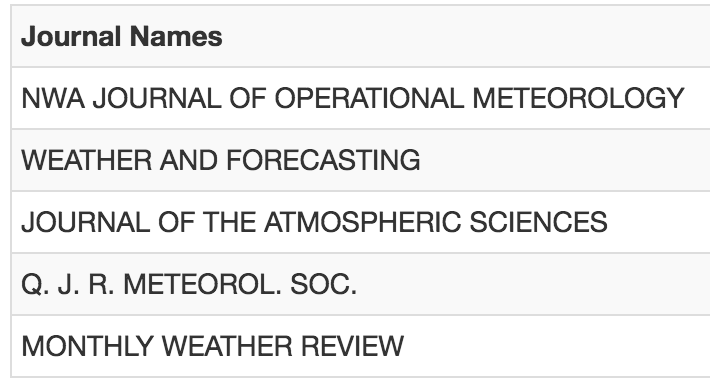 Journal Names
NWA JOURNAL OF OPERATIONAL METEOROLOGY
WEATHER AND FORECASTING
JOURNAL OF THE ATMOSPHERIC SCIENCES
Q. J. R. METEOROL. SOC.
MONTHLY WEATHER REVIEW